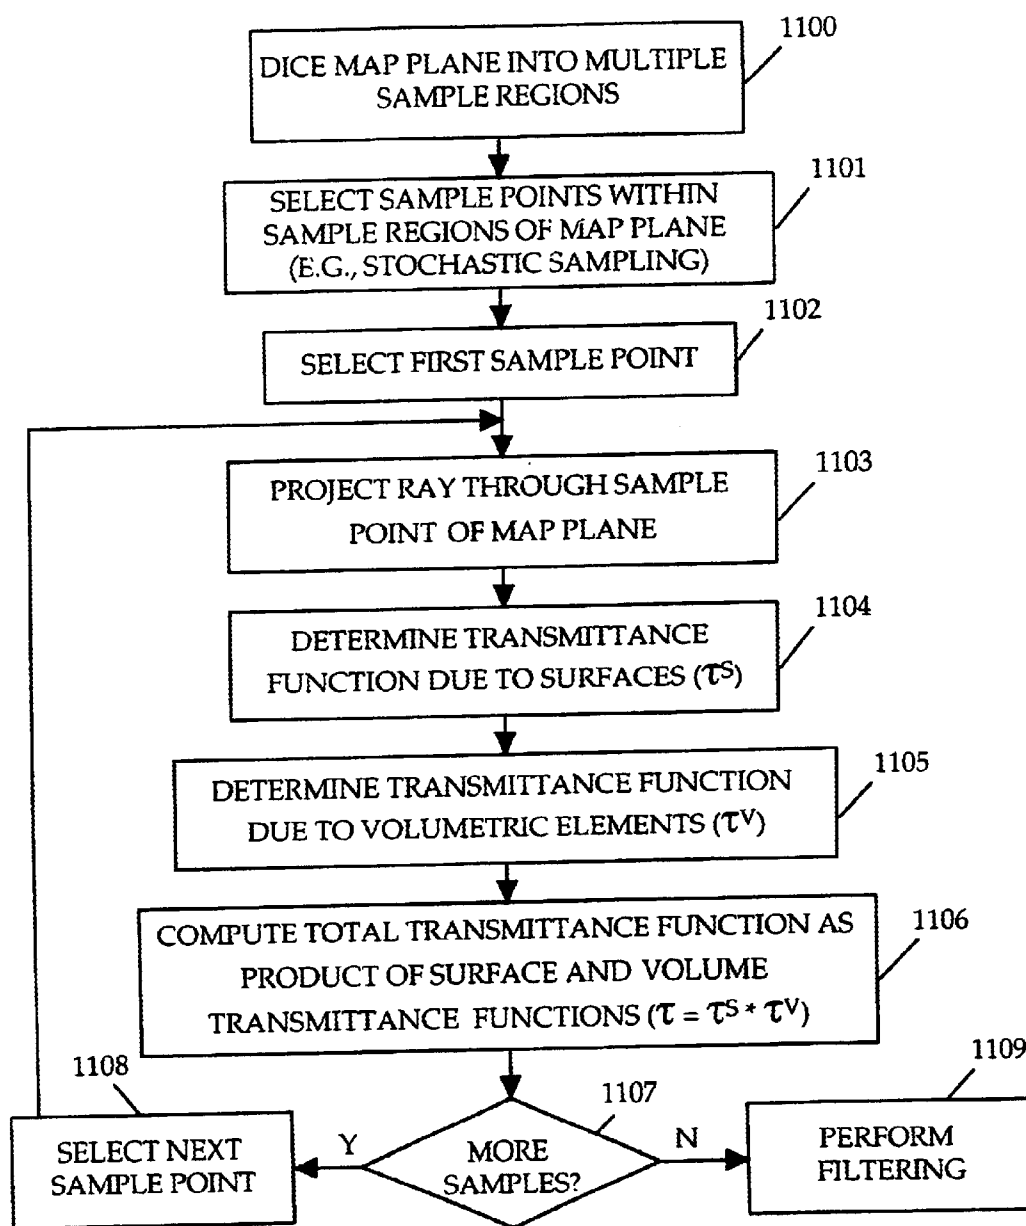 1100
DICE MAP PLANE INTO MULTIPLE
SAMPLE REGIONS
1101
SELECT SAMPLE POINTS WITHIN
SAMPLE REGIONS OF MAP PLANE
(E.G., STOCHASTIC SAMPLING)
1102
SELECT FIRST SAMPLE POINT
1103
PROJECT RAY THROUGH SAMPLE
POINT OF MAP PLANE
1104
DETERMINE TRANSMITTANCE
FUNCTION DUE TO SURFACES (τS)
1105
DETERMINE TRANSMITTANCE FUNCTION
DUE TO VOLUMETRIC ELEMENTS (τV)
1106
COMPUTE TOTAL TRANSMITTANCE FUNCTION AS
PRODUCT OF SURFACE AND VOLUME
TRANSMITTANCE FUNCTIONS (τ = τS * τV)
1107
MORE
SAMPLES?
Y
N
1108
SELECT NEXT
SAMPLE POINT
1109
PERFORM
FILTERING